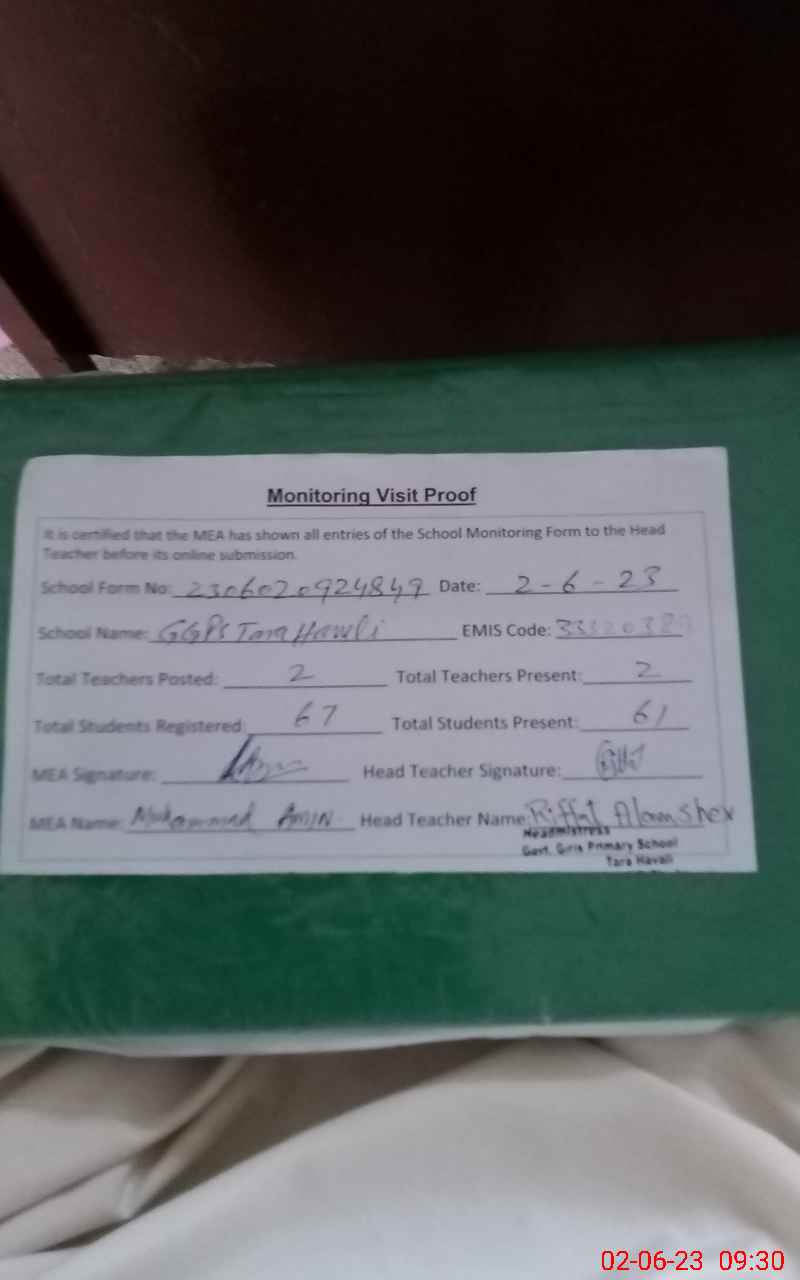 Monitoring Visit Proof
It is certified that the MEA has shown all entries of the School Monitoring Form to the Head
Teacher before its online submission.
School Form No: 2306020924849 Date: 2-6-23
School Name: GGPS Tara Hawli EMIS Code:
Total Teachers Posted: 2 Total Teachers Present: 2
Total Students Registered: 67 Total Students Present: 61
MEA Signature: Head Teacher Signature:
MEA Name: Muhammad Amin Head Teacher Name: Riffat
Headmistress
Govt. Girls Primary School
Tara Havali
02-06-23 09:30